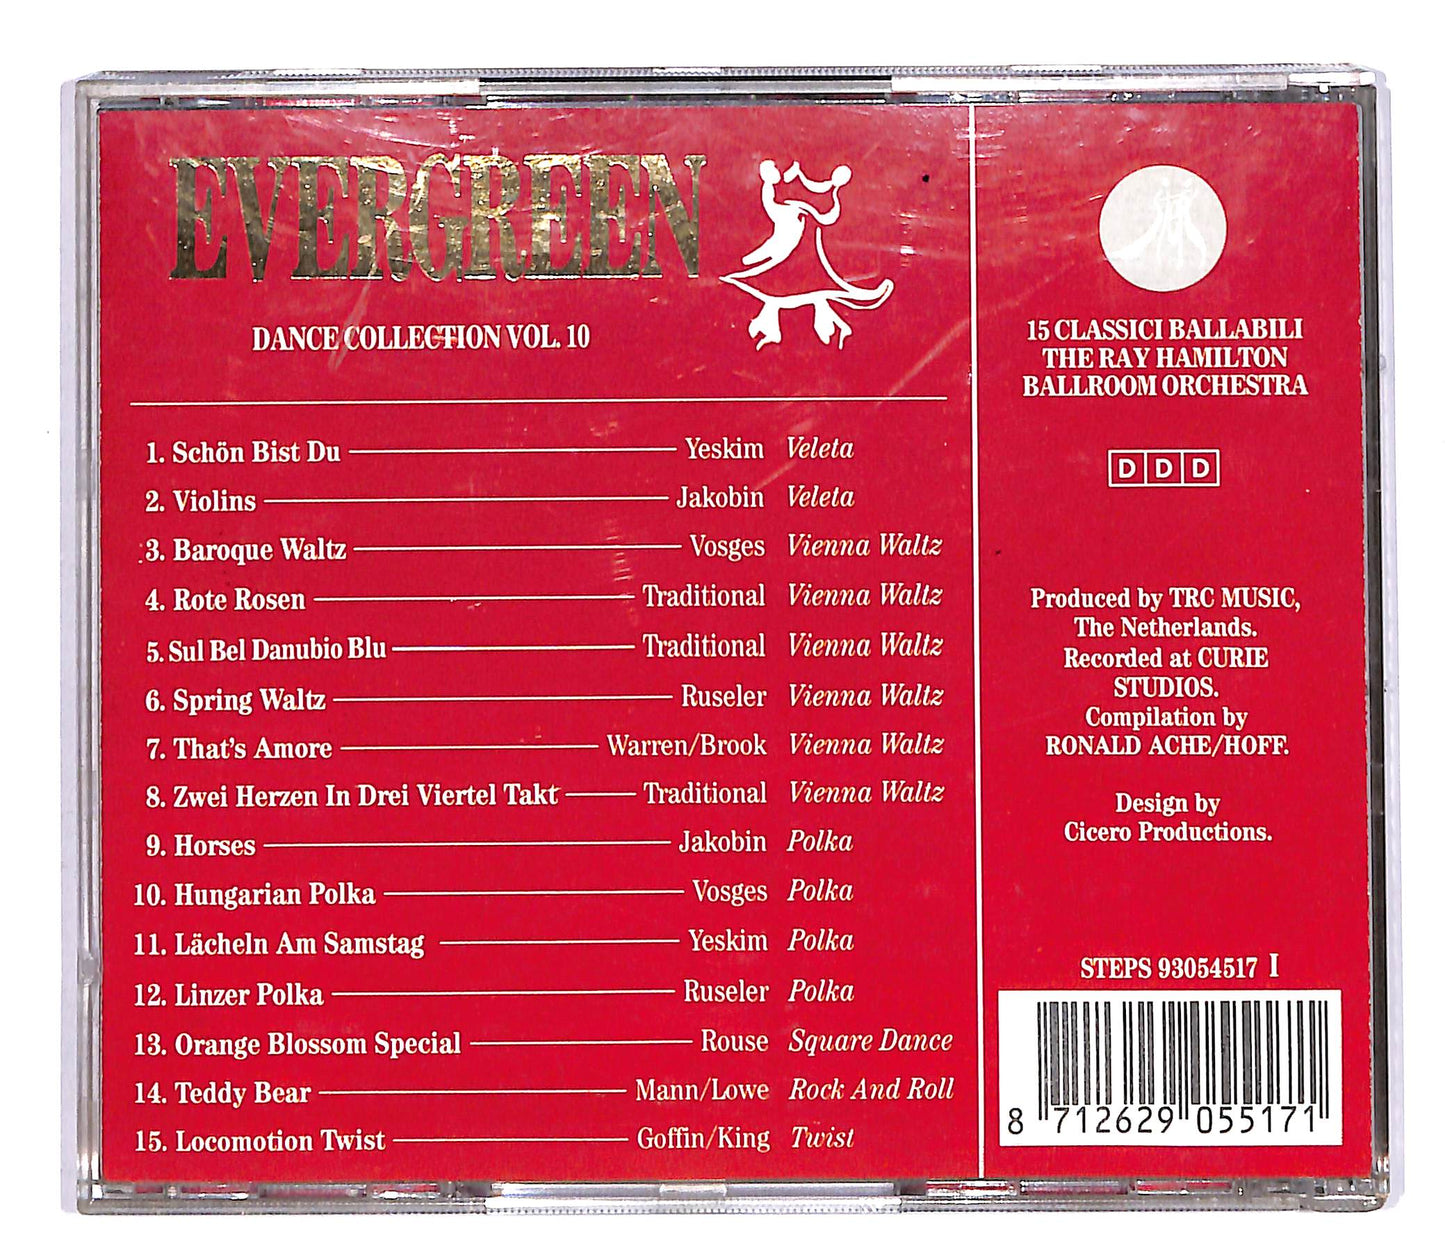 EVERGREEN
DANCE COLLECTION VOL. 10
1. Schön Bist Du Yeskim Veleta
2. Violins Jakobin Veleta
3. Baroque Waltz Vosges Vienna Waltz
4. Rote Rosen Traditional Vienna Waltz
5. Sul Bel Danubio Blu Traditional Vienna Waltz
6. Spring Waltz Ruseler Vienna Waltz
7. That's Amore Warren/Brook Vienna Waltz
8. Zwei Herzen In Drei Viertel Takt Traditional Vienna Waltz
9. Horses Jakobin Polka
10. Hungarian Polka Vosges Polka
11. Lächeln Am Samstag Yeskim Polka
12. Linzer Polka Ruseler Polka
13. Orange Blossom Special Rouse Square Dance
14. Teddy Bear Mann/Lowe Rock And Roll
15. Locomotion Twist Goffin/King Twist
15 CLASSICI BALLABILI
THE RAY HAMILTON
BALLROOM ORCHESTRA
D D D
Produced by TRC MUSIC,
The Netherlands.
Recorded at CURIE
STUDIOS.
Compilation by
RONALD ACHE/HOFF.
Design by
Cicero Productions.
STEPS 93054517 I
8 712629 055171